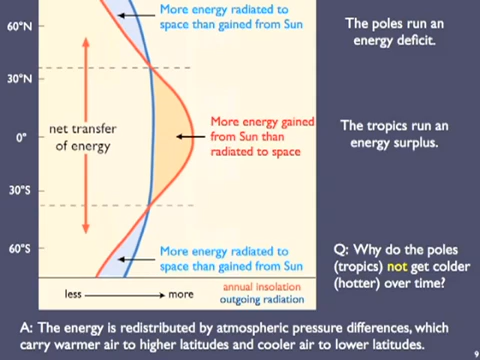 More energy radiated to
space than gained from Sun
60°N
The poles run an
energy deficit.
30°N
net transfer
of energy
0°
More energy gained
from Sun than
radiated to space
The tropics run an
energy surplus.
30°S
60°S
More energy radiated to
space than gained from Sun
Q: Why do the poles
(tropics) not get colder
(hotter) over time?
less
more
annual insolation
outgoing radiation
A: The energy is redistributed by atmospheric pressure differences, which
carry warmer air to higher latitudes and cooler air to lower latitudes.
9